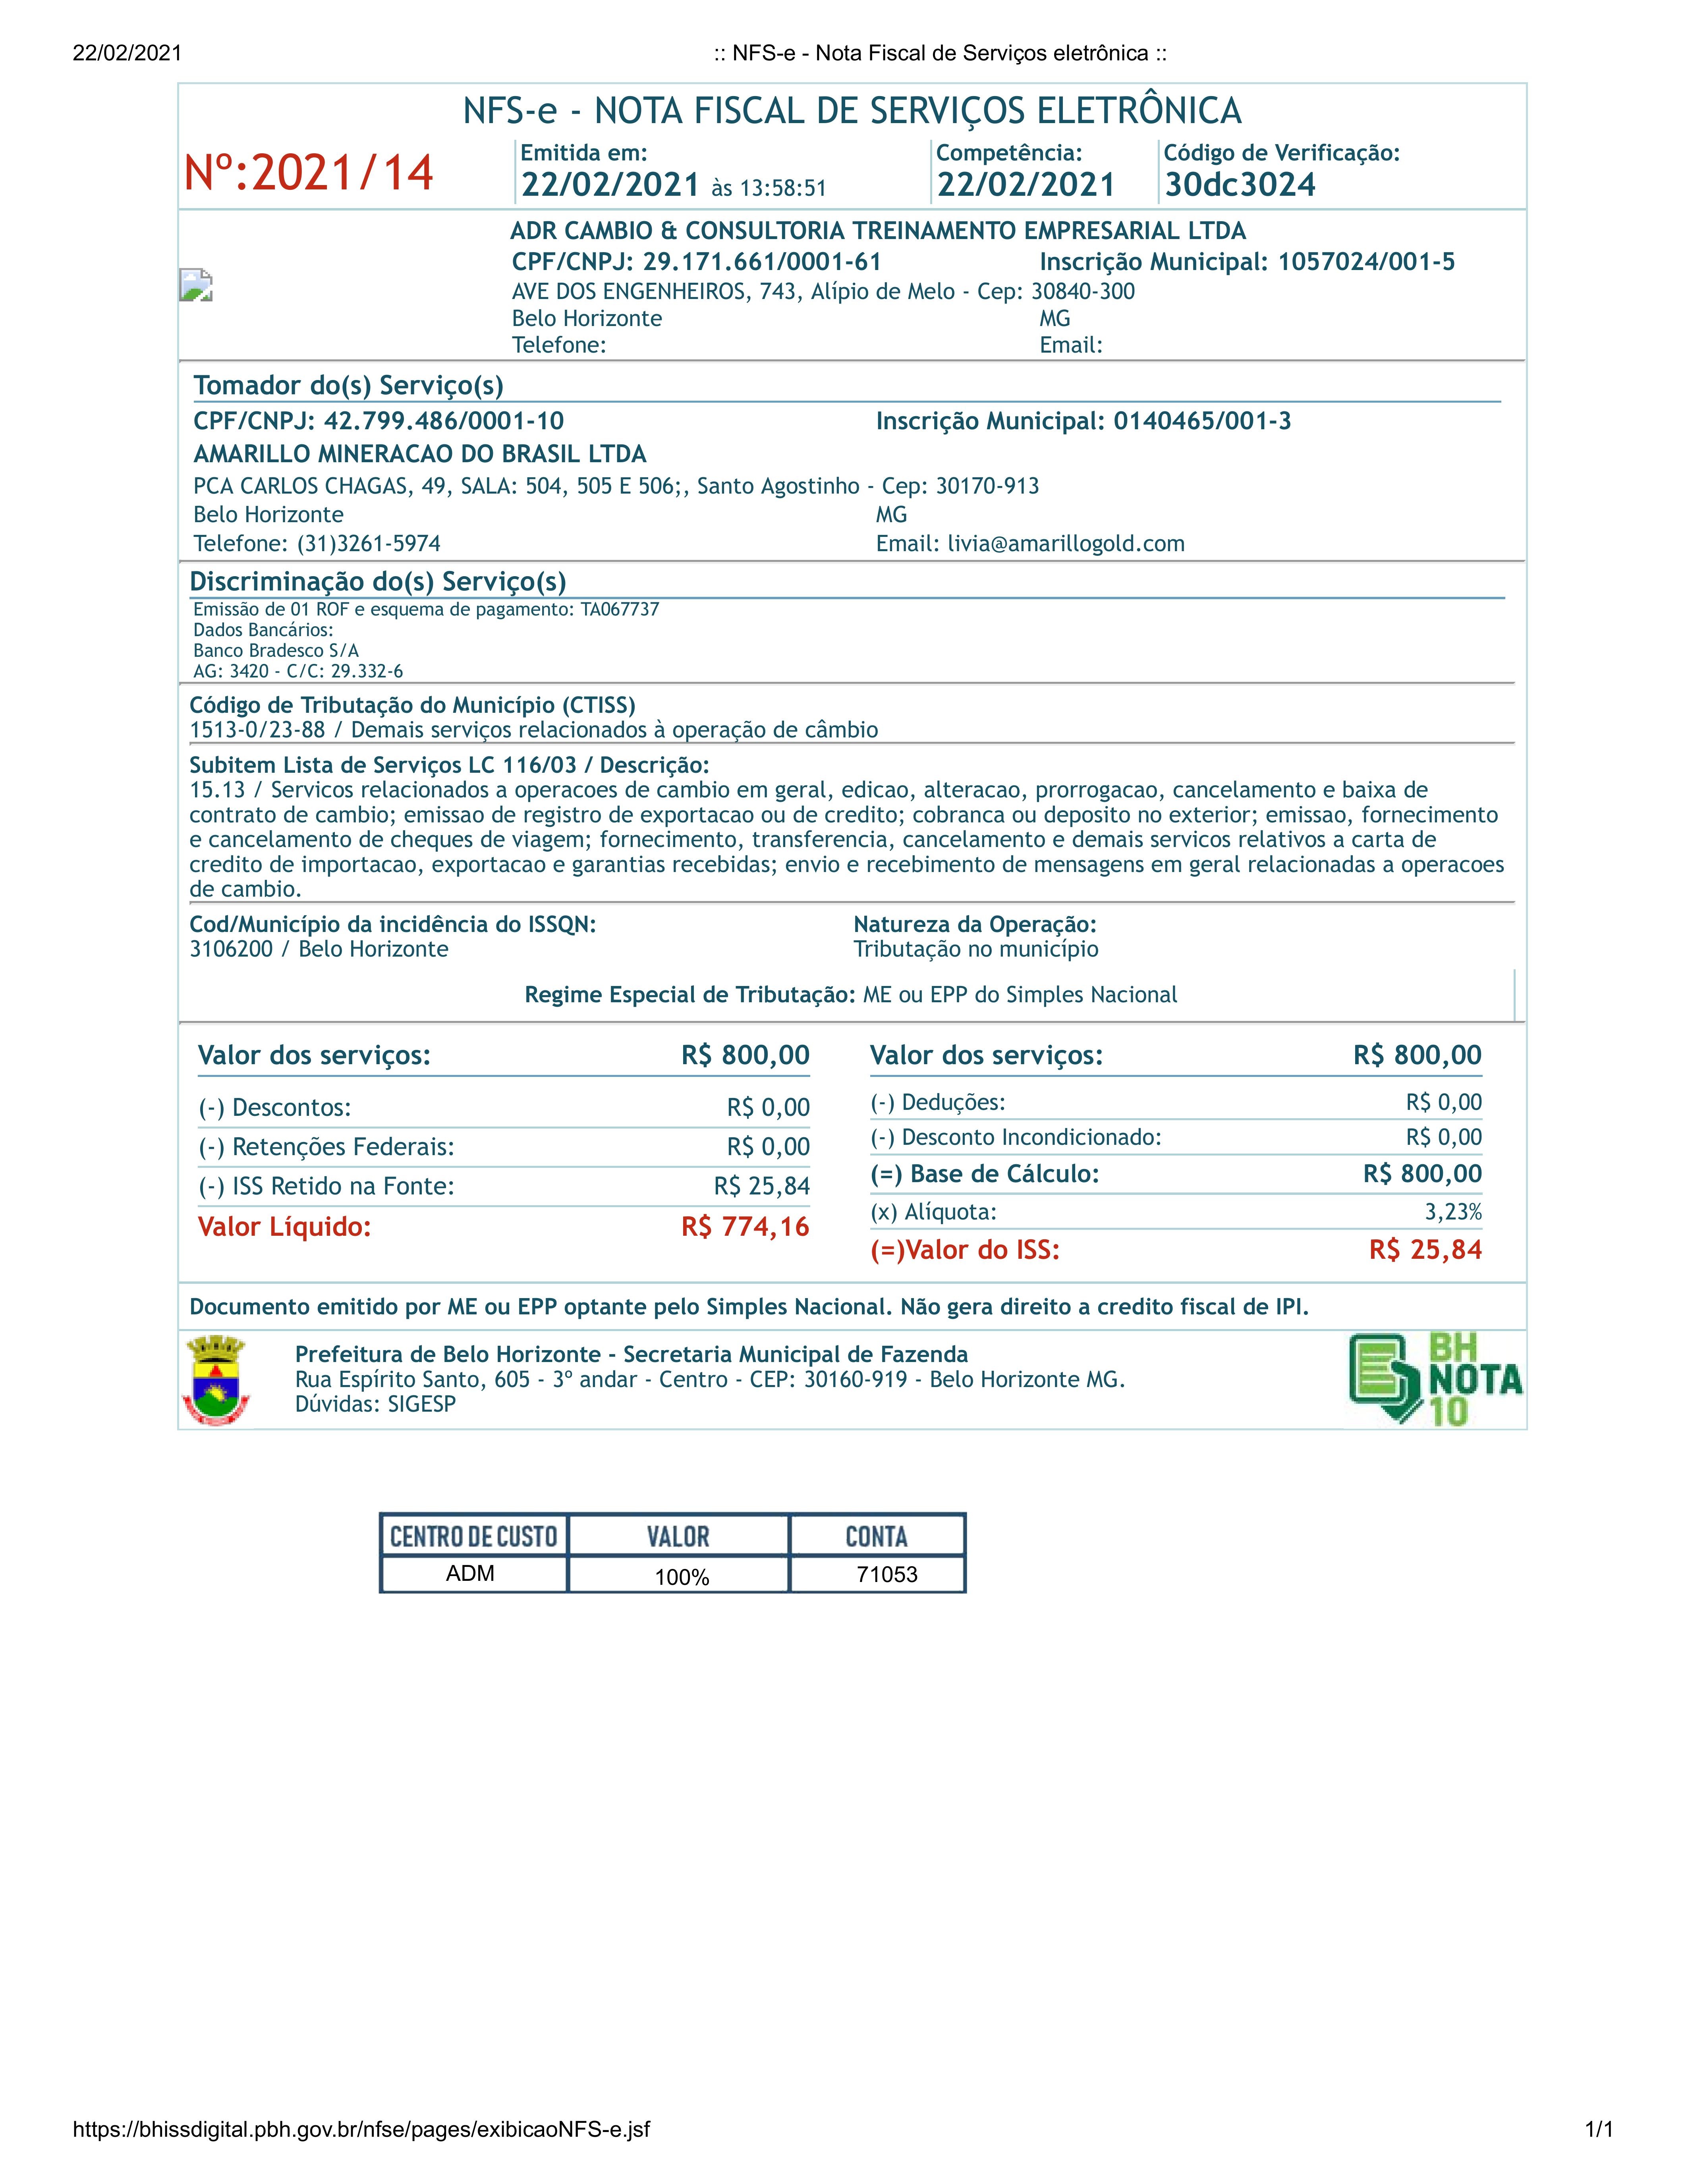 22/02/2021 :: NFS-e - Nota Fiscal de Serviços eletrônica ::
NFS-e - NOTA FISCAL DE SERVIÇOS ELETRÔNICA
Nº:2021/14
Emitida em: Competência: Código de Verificação:
22/02/2021 às 13:58:51 22/02/2021 30dc3024
ADR CAMBIO & CONSULTORIA TREINAMENTO EMPRESARIAL LTDA
CPF/CNPJ: 29.171.661/0001-61 Inscrição Municipal: 1057024/001-5
AVE DOS ENGENHEIROS, 743, Alípio de Melo - Cep: 30840-300
Belo Horizonte MG
Telefone: Email:
Tomador do(s) Serviço(s)
CPF/CNPJ: 42.799.486/0001-10 Inscrição Municipal: 0140465/001-3
AMARILLO MINERACAO DO BRASIL LTDA
PCA CARLOS CHAGAS, 49, SALA: 504, 505 E 506;, Santo Agostinho - Cep: 30170-913
Belo Horizonte MG
Telefone: (31)3261-5974 Email: livia@amarillogold.com
Discriminação do(s) Serviço(s)
Emissão de 01 ROF e esquema de pagamento: TA067737
Dados Bancários:
Banco Bradesco S/A
AG: 3420 - C/C: 29.332-6
Código de Tributação do Município (CTISS)
1513-0/23-88 / Demais serviços relacionados à operação de câmbio
Subitem Lista de Serviços LC 116/03 / Descrição:
15.13 / Servicos relacionados a operacoes de cambio em geral, edicao, alteracao, prorrogacao, cancelamento e baixa de
contrato de cambio; emissao de registro de exportacao ou de credito; cobranca ou deposito no exterior; emissao, fornecimento
e cancelamento de cheques de viagem; fornecimento, transferencia, cancelamento e demais servicos relativos a carta de
credito de importacao, exportacao e garantias recebidas; envio e recebimento de mensagens em geral relacionadas a operacoes
de cambio.
Cod/Município da incidência do ISSQN: Natureza da Operação:
3106200 / Belo Horizonte Tributação no município
Regime Especial de Tributação: ME ou EPP do Simples Nacional
Valor dos serviços: R$ 800,00
(-) Descontos: R$ 0,00
(-) Retenções Federais: R$ 0,00
(-) ISS Retido na Fonte: R$ 25,84
Valor Líquido: R$ 774,16
Valor dos serviços: R$ 800,00
(-) Deduções: R$ 0,00
(-) Desconto Incondicionado: R$ 0,00
(=) Base de Cálculo: R$ 800,00
(x) Alíquota: 3,23%
(=)Valor do ISS: R$ 25,84
Documento emitido por ME ou EPP optante pelo Simples Nacional. Não gera direito a credito fiscal de IPI.
Prefeitura de Belo Horizonte - Secretaria Municipal de Fazenda
Rua Espírito Santo, 605 - 3º andar - Centro - CEP: 30160-919 - Belo Horizonte MG.
Dúvidas: SIGESP
BH
NOTA
10
CENTRO DE CUSTO VALOR CONTA
ADM 100% 71053
https://bhissdigital.pbh.gov.br/nfse/pages/exibicaoNFS-e.jsf 1/1